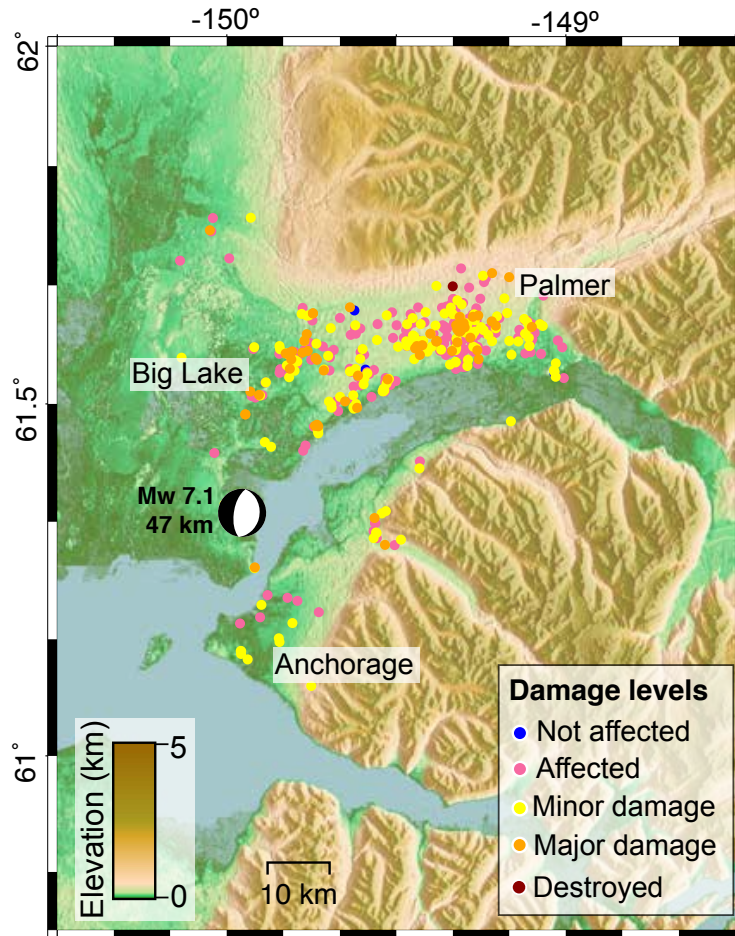 -150º
-149º
62˚
Palmer
Big Lake
61.5˚
Mw 7.1
47 km
Anchorage
61˚
Damage levels
Not affected
Affected
Minor damage
Major damage
Destroyed
Elevation (km)
5
0
10 km